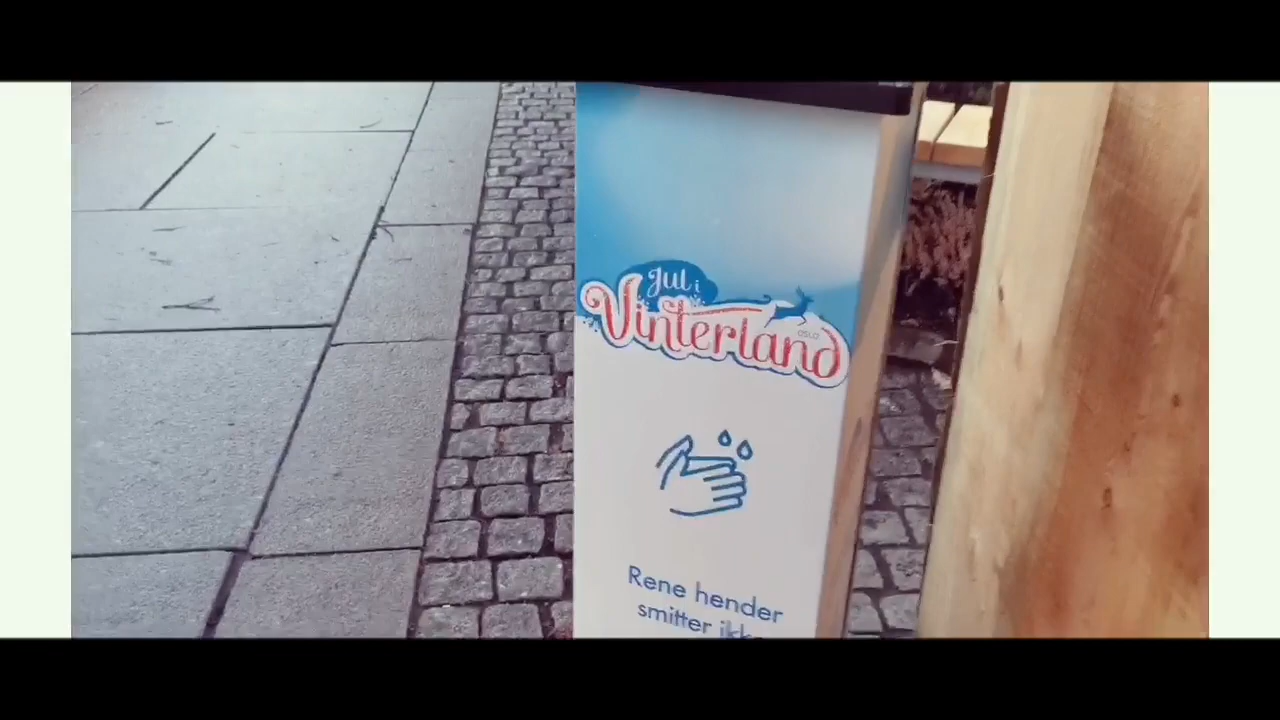 Jul i
Vinterland
OSLO
Rene hender
smitter